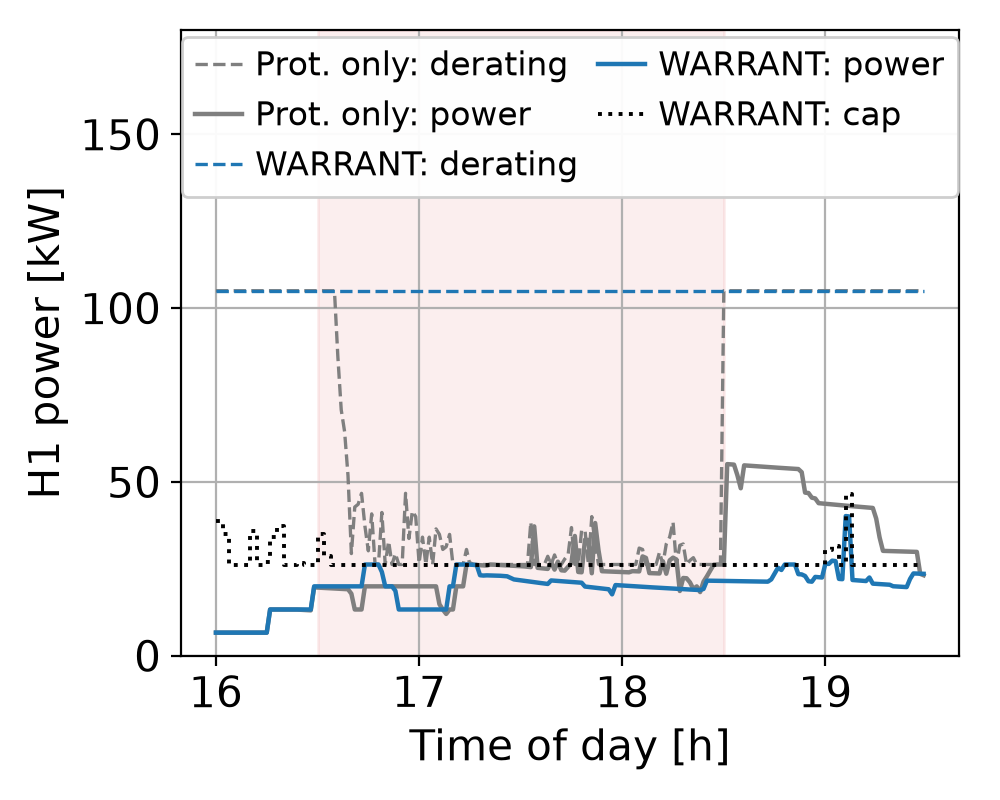 Prot. only: derating
Prot. only: power
WARRANT: derating
WARRANT: power
WARRANT: cap
H1 power [kW]
150
100
50
0
16 17 18 19
Time of day [h]